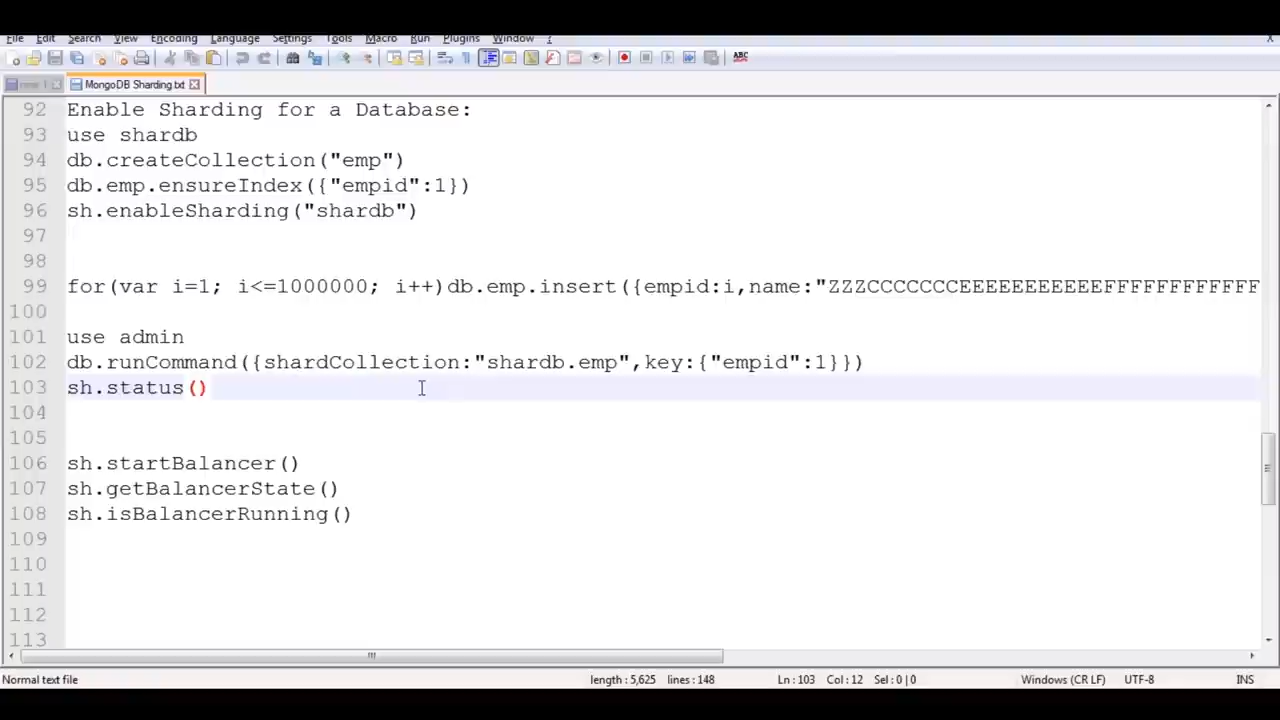 File Edit Search View Encoding Language Settings Tools Macro Run Plugins Window ? X
ABC
new 1 MongoDB Sharding.txt
92 Enable Sharding for a Database:
93 use shardb
94 db.createCollection("emp")
95 db.emp.ensureIndex({"empid":1})
96 sh.enableSharding("shardb")
97
98
99 for(var i=1; i<=1000000; i++)db.emp.insert({empid:i,name:"ZZZCCCCCCCEEEEEEEEEEEFFFFFFFFFFFF
100
101 use admin
102 db.runCommand({shardCollection:"shardb.emp",key:{"empid":1}})
103 sh.status()
104
105
106 sh.startBalancer()
107 sh.getBalancerState()
108 sh.isBalancerRunning()
109
110
111
112
113
Normal text file length : 5,625 lines : 148 Ln : 103 Col : 12 Sel : 0 | 0 Windows (CR LF) UTF-8 INS